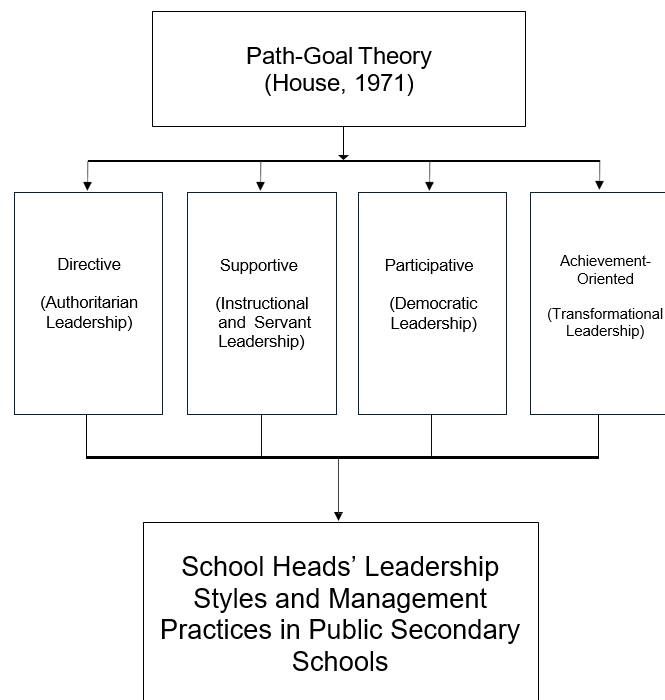 Path-Goal Theory
(House, 1971)
Directive
(Authoritarian
Leadership)
Supportive
(Instructional
and Servant
Leadership)
Participative
(Democratic
Leadership)
Achievement-
Oriented
(Transformational
Leadership)
School Heads’ Leadership
Styles and Management
Practices in Public Secondary
Schools